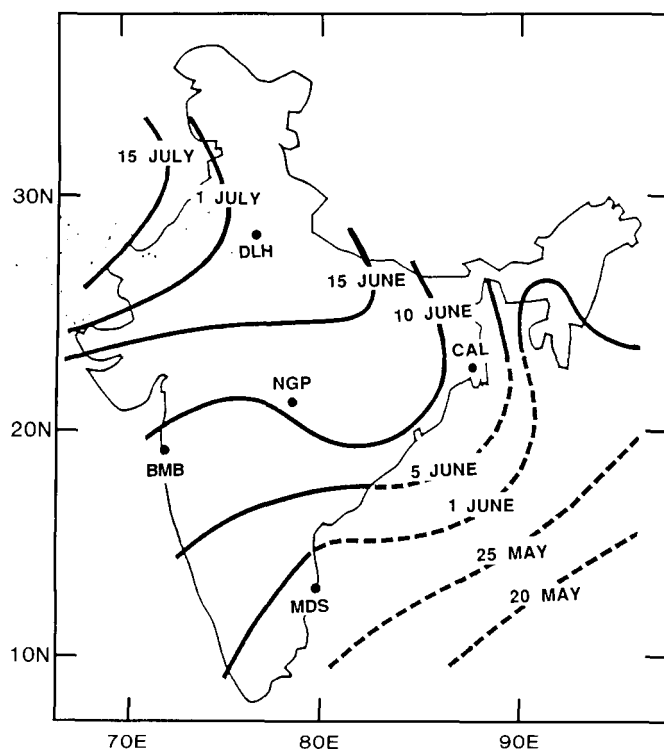 15 JULY
30N
1 JULY
DLH
15 JUNE
10 JUNE
CAL
NGP
20N
BMB
5 JUNE
1 JUNE
25 MAY
MDS
20 MAY
10N
70E 80E 90E